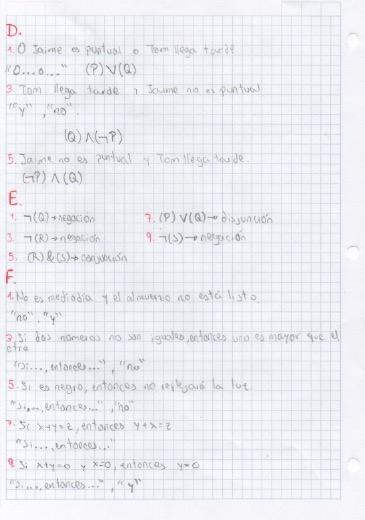 D.
1. O Jaime es puntual o Tom llega tarde
"O...o..." (P) V (Q)
3. Tom llega tarde y Jaime no es puntual
"y", "no".
(Q) ∧ (¬P)
5. Jaime no es puntual y Tom llega tarde.
(¬P) ∧ (Q)
E.
1. ¬(Q) → negación 7. (P) V (Q) → disyunción
3. ¬(R) → negación 9. ¬(S) → negación
5. (R) & (S) → conjunción
F.
1. No es mediodía y el almuerzo no está listo.
"no", "y"
3. Si dos números no son iguales, entonces uno es mayor que el
otro
"Si..., entonces...", "no"
5. Si es negro, entonces no reflejará la luz.
"Si..., entonces...", "no"
7. Si x+y=z, entonces y+x=z
"Si..., entonces..."
9. Si x+y=0 y x=0, entonces y=0
"Si..., entonces...", "y"